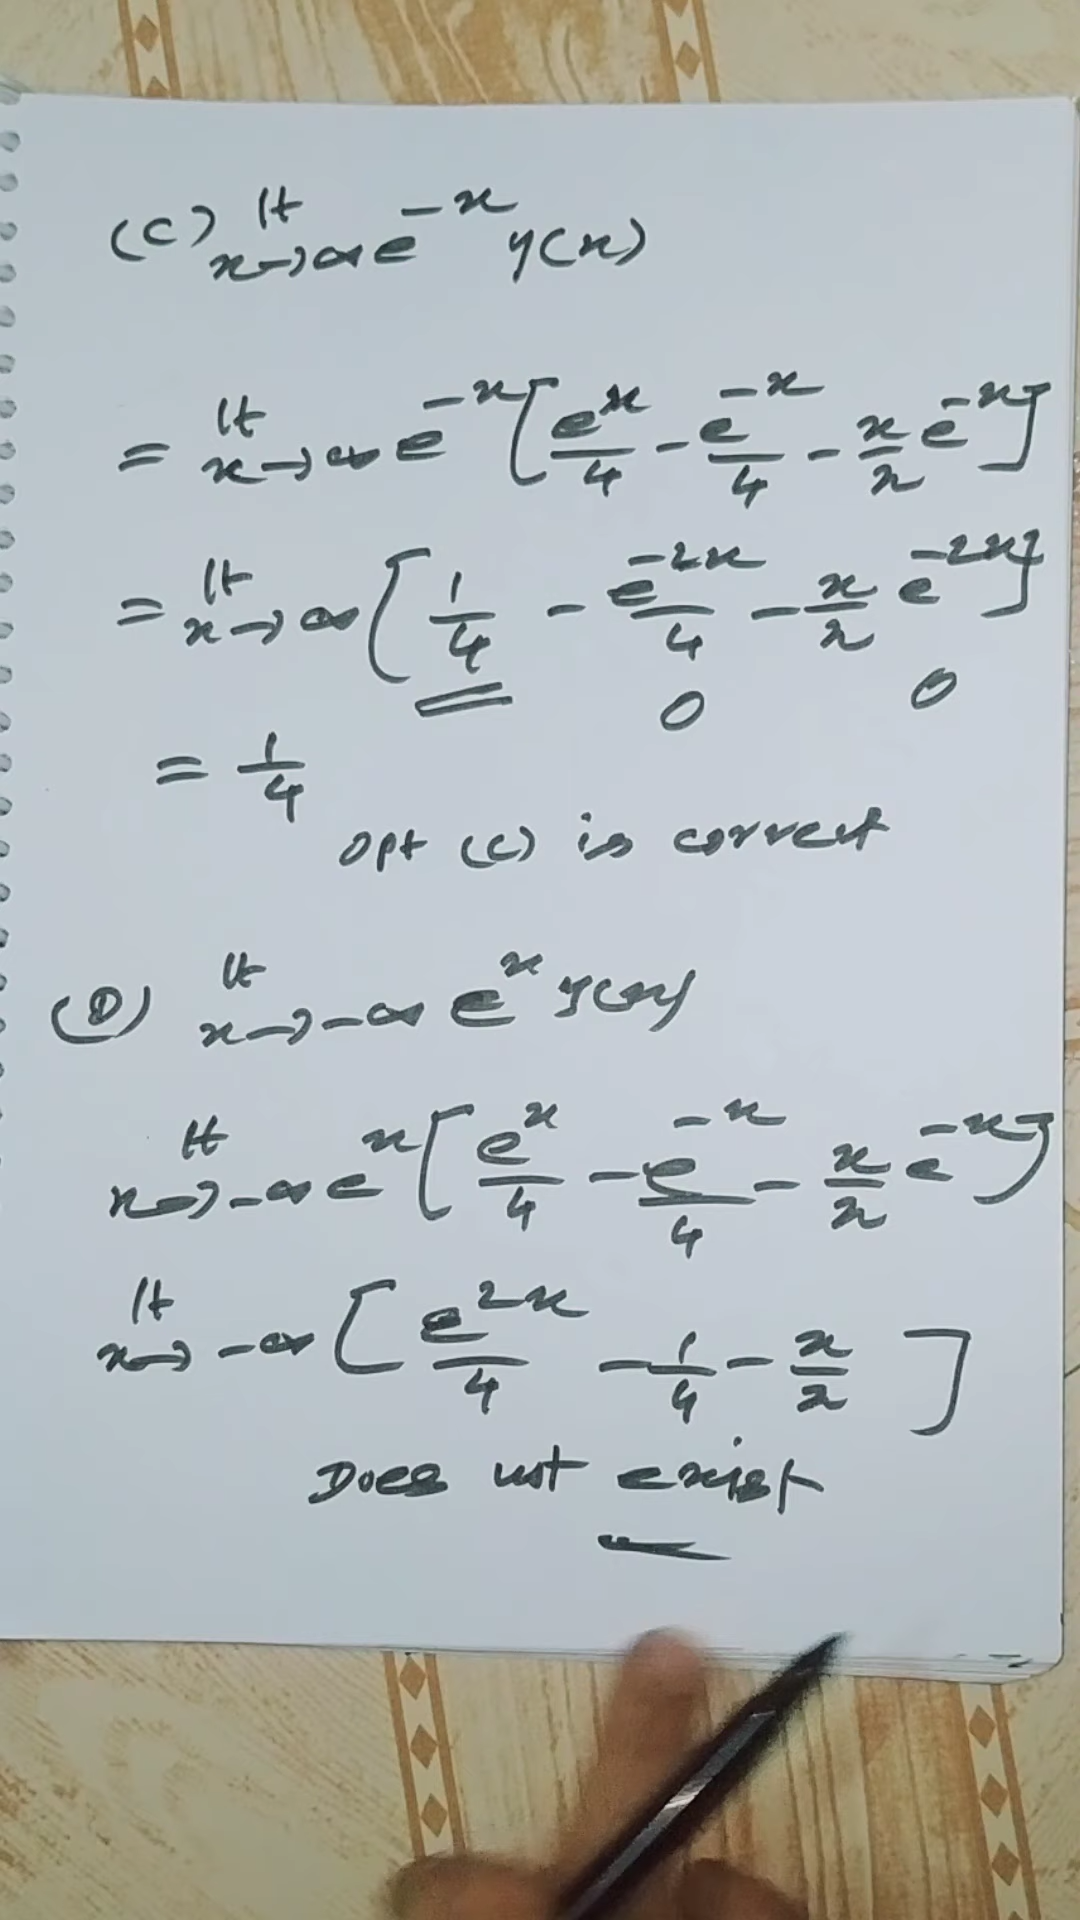 (C) lt x→∞ e^-x y(x)
= lt x→∞ e^-x [e^x/4 - e^-x/4 - x/2 e^-x]
= lt x→∞ [1/4 - e^-2x/4 - x/2 e^-2x]
0 0
= 1/4
opt (C) is correct
(D) lt x→-∞ e^x y(x)
lt x→-∞ e^x [e^x/4 - e^-x/4 - x/2 e^-x]
lt x→-∞ [e^2x/4 - 1/4 - x/2]
Does not exist